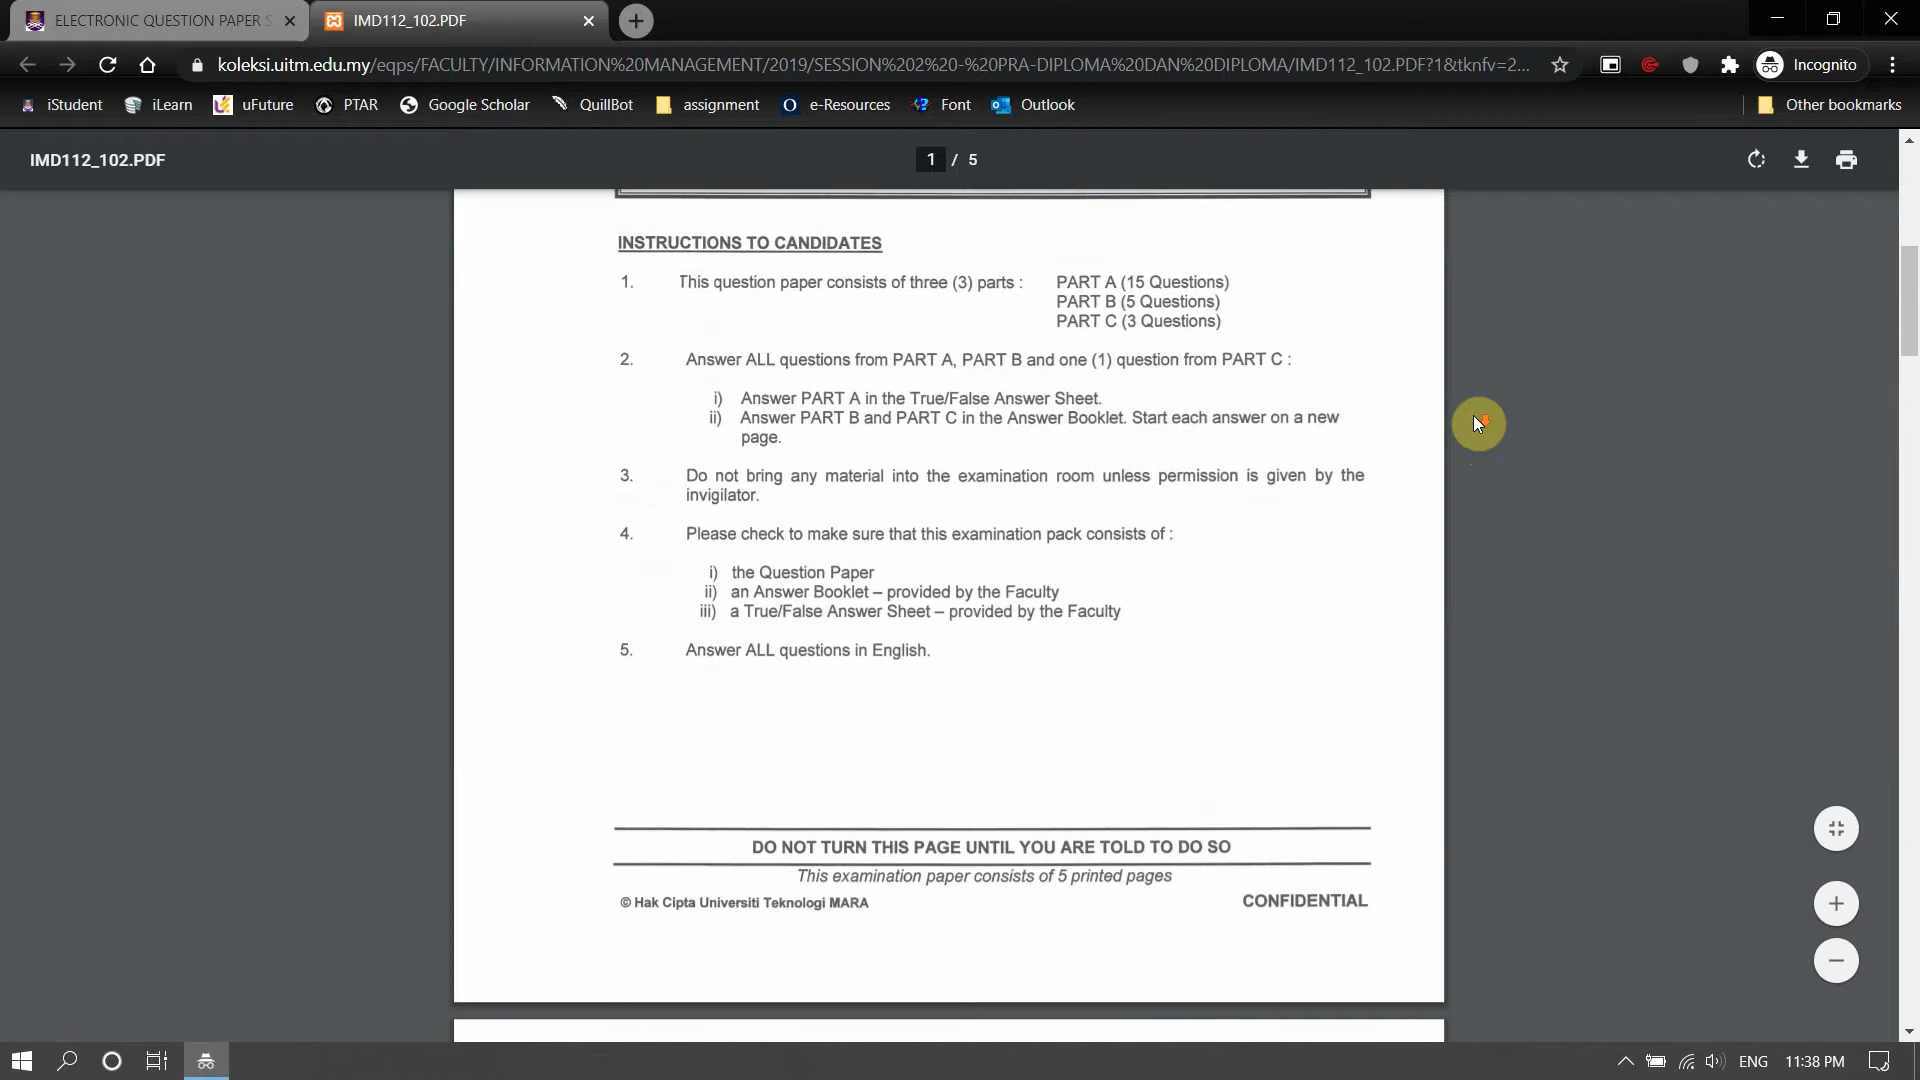 ELECTRONIC QUESTION PAPER S
IMD112_102.PDF
koleksi.uitm.edu.my/eqps/FACULTY/INFORMATION%20MANAGEMENT/2019/SESSION%202%20-%20PRA-DIPLOMA%20DAN%20DIPLOMA/IMD112_102.PDF?1&tknfv=2...
Incognito
iStudent
iLearn
uFuture
PTAR
Google Scholar
QuillBot
assignment
e-Resources
Font
Outlook
Other bookmarks
IMD112_102.PDF
1 / 5
INSTRUCTIONS TO CANDIDATES
1. This question paper consists of three (3) parts : PART A (15 Questions)
PART B (5 Questions)
PART C (3 Questions)
2. Answer ALL questions from PART A, PART B and one (1) question from PART C :
i) Answer PART A in the True/False Answer Sheet.
ii) Answer PART B and PART C in the Answer Booklet. Start each answer on a new
page.
3. Do not bring any material into the examination room unless permission is given by the
invigilator.
4. Please check to make sure that this examination pack consists of :
i) the Question Paper
ii) an Answer Booklet – provided by the Faculty
iii) a True/False Answer Sheet – provided by the Faculty
5. Answer ALL questions in English.
DO NOT TURN THIS PAGE UNTIL YOU ARE TOLD TO DO SO
This examination paper consists of 5 printed pages
© Hak Cipta Universiti Teknologi MARA
CONFIDENTIAL
ENG
11:38 PM